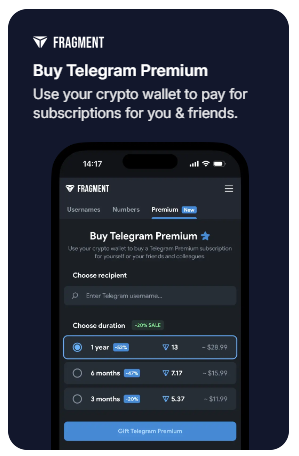 FRAGMENT
Buy Telegram Premium
Use your crypto wallet to pay for
subscriptions for you & friends.
14:17
FRAGMENT
Usernames Numbers Premium New
Buy Telegram Premium
Use your crypto wallet to buy a Telegram Premium subscription
for yourself or your friends and colleagues.
Choose recipient
Enter Telegram username...
Choose duration -20% SALE
1 year -52% 13 ~ $28.99
6 months -47% 7.17 ~ $15.99
3 months -20% 5.37 ~ $11.99
Gift Telegram Premium